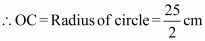 ∴ OC = Radius of circle = 25/2 cm